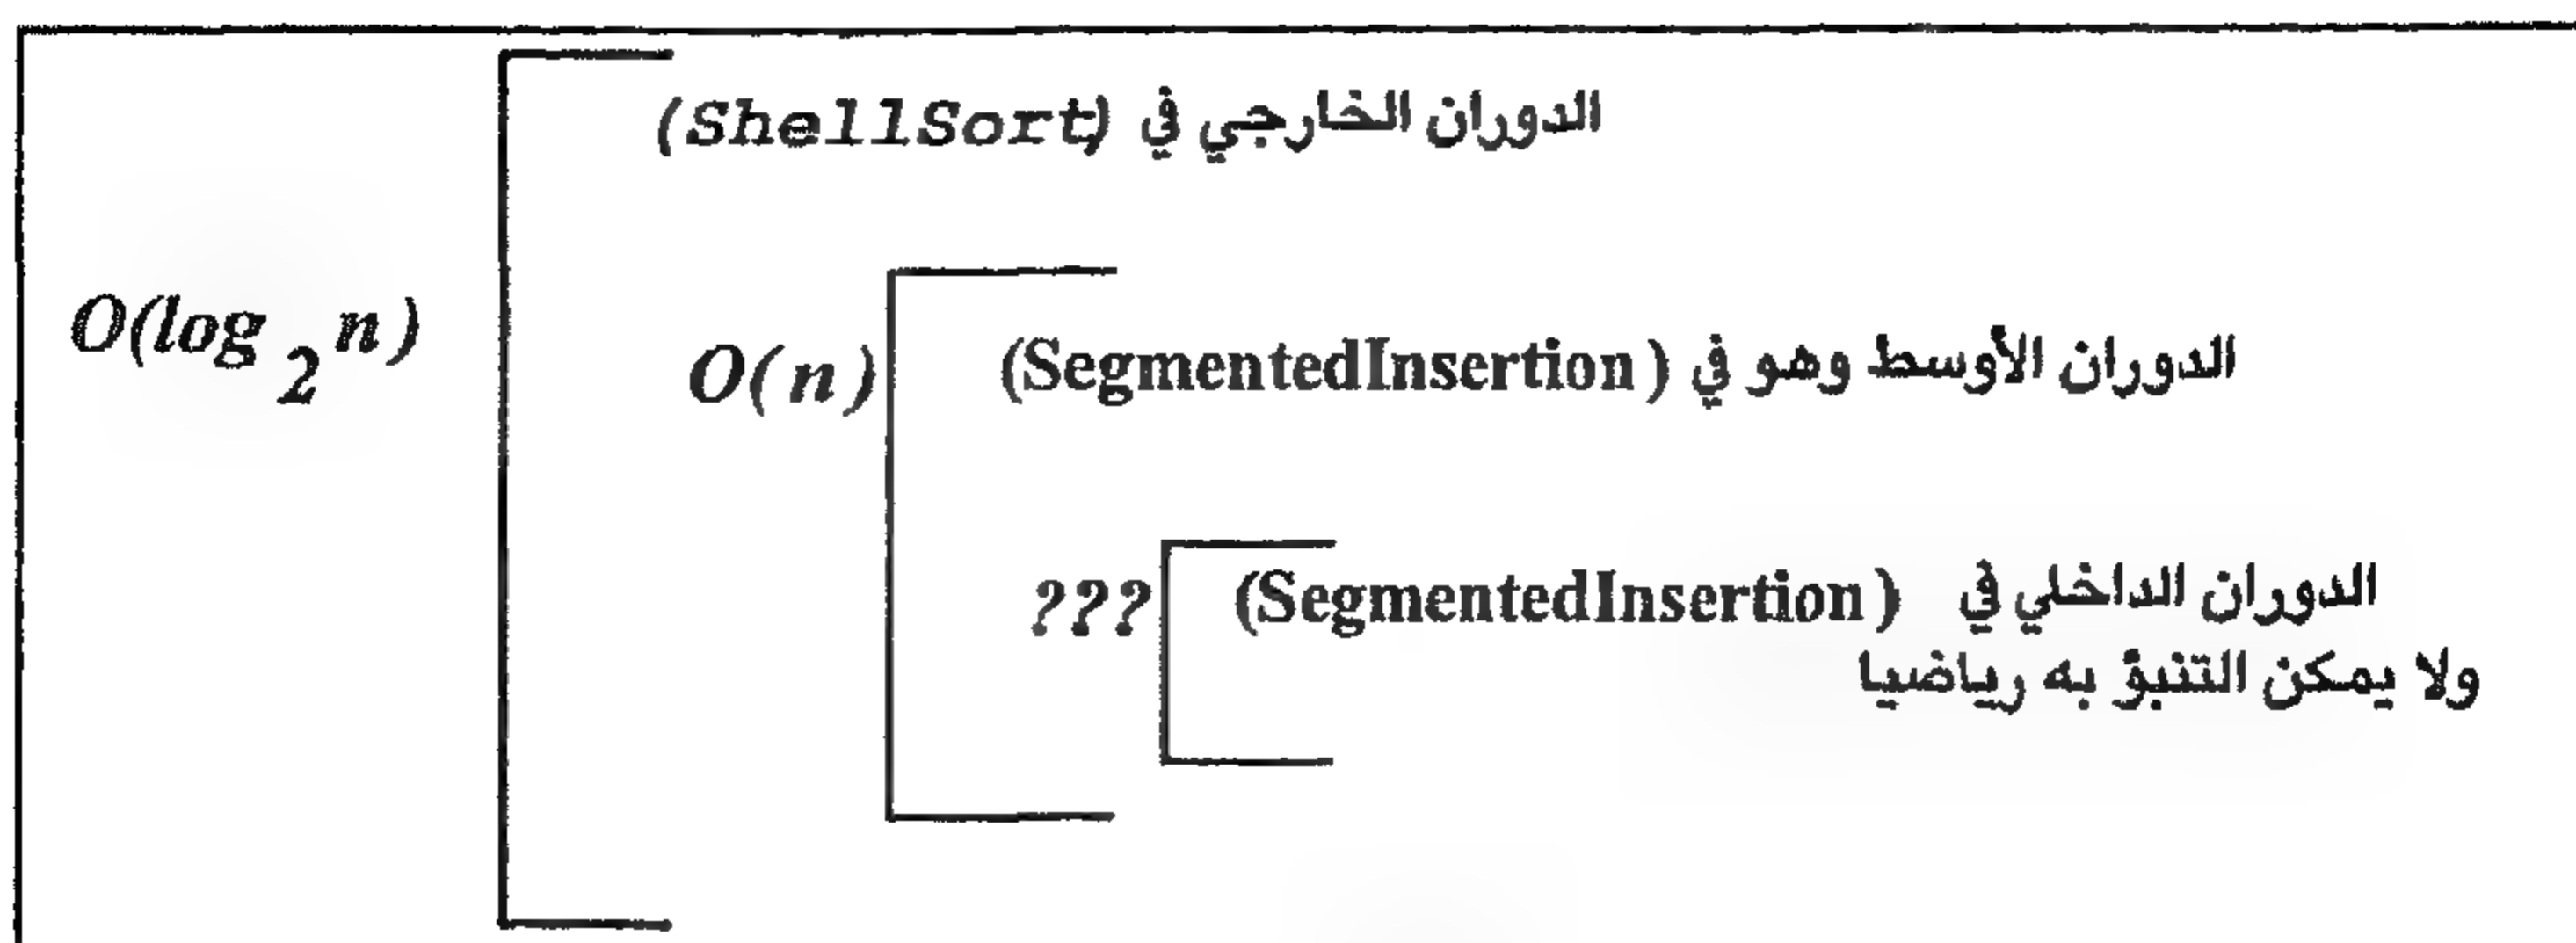 الدوران الخارجي في (ShellSort)
O(log 2 n)
الدوران الأوسط وهو في (SegmentedInsertion)
O(n)
الدوران الداخلي في (SegmentedInsertion)
???
ولا يمكن التنبؤ به رياضيا